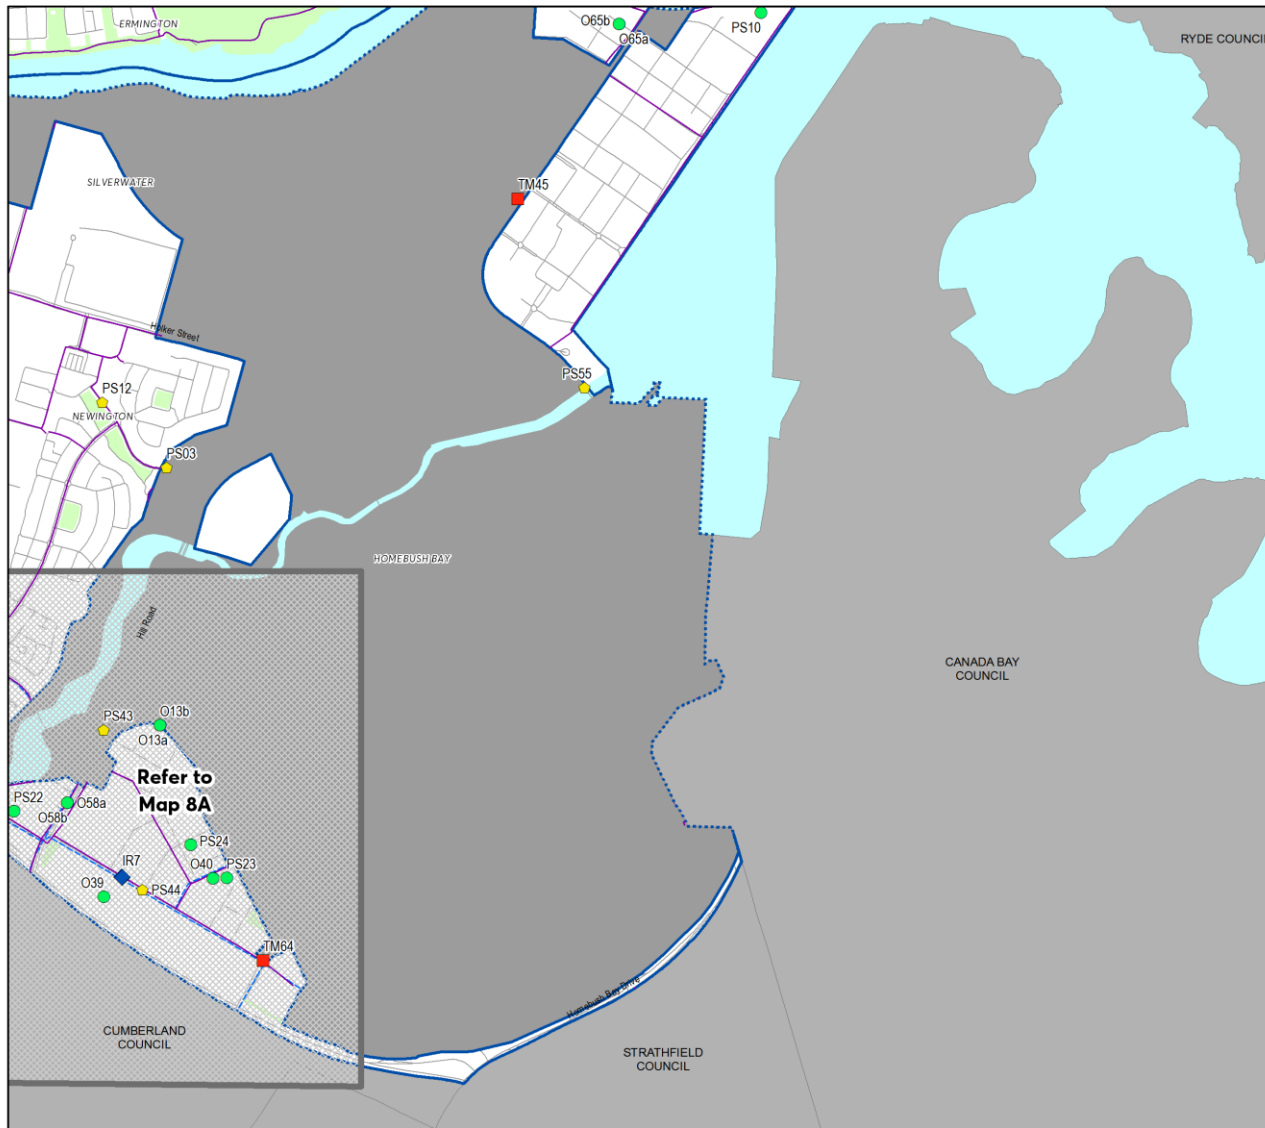 ERMINGTON
O65b
O65a
PS10
RYDE COUNCIL
SILVERWATER
TM45
Holker Street
PS55
PS12
NEWINGTON
PS03
HOMEBUSH BAY
Hill Road
CANADA BAY
COUNCIL
PS43
O13b
O13a
Refer to
Map 8A
PS22
O58a
O58b
PS24
IR7
O40
PS23
O39
PS44
TM64
Homebush Bay Drive
CUMBERLAND
COUNCIL
STRATHFIELD
COUNCIL